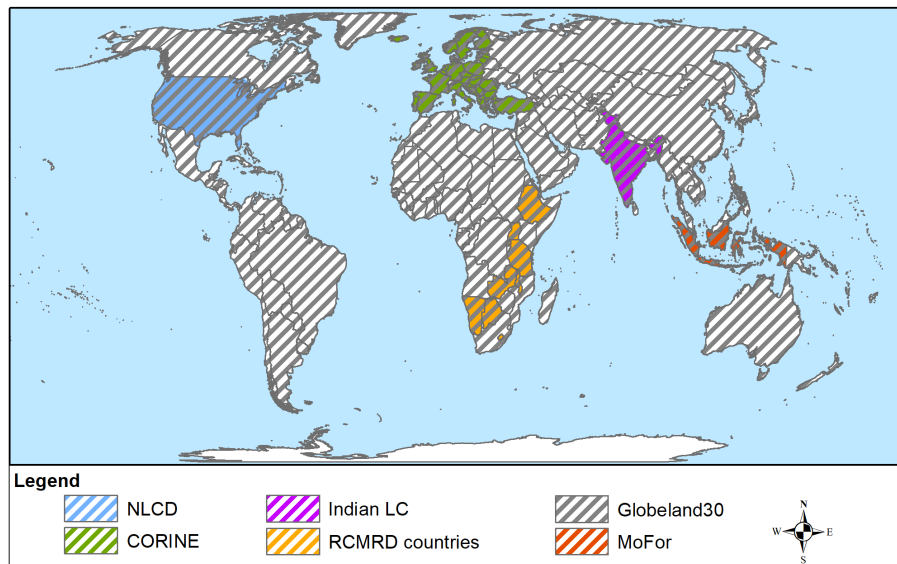 Legend
NLCD
Indian LC
Globeland30
CORINE
RCMRD countries
MoFor
N
W
E
S